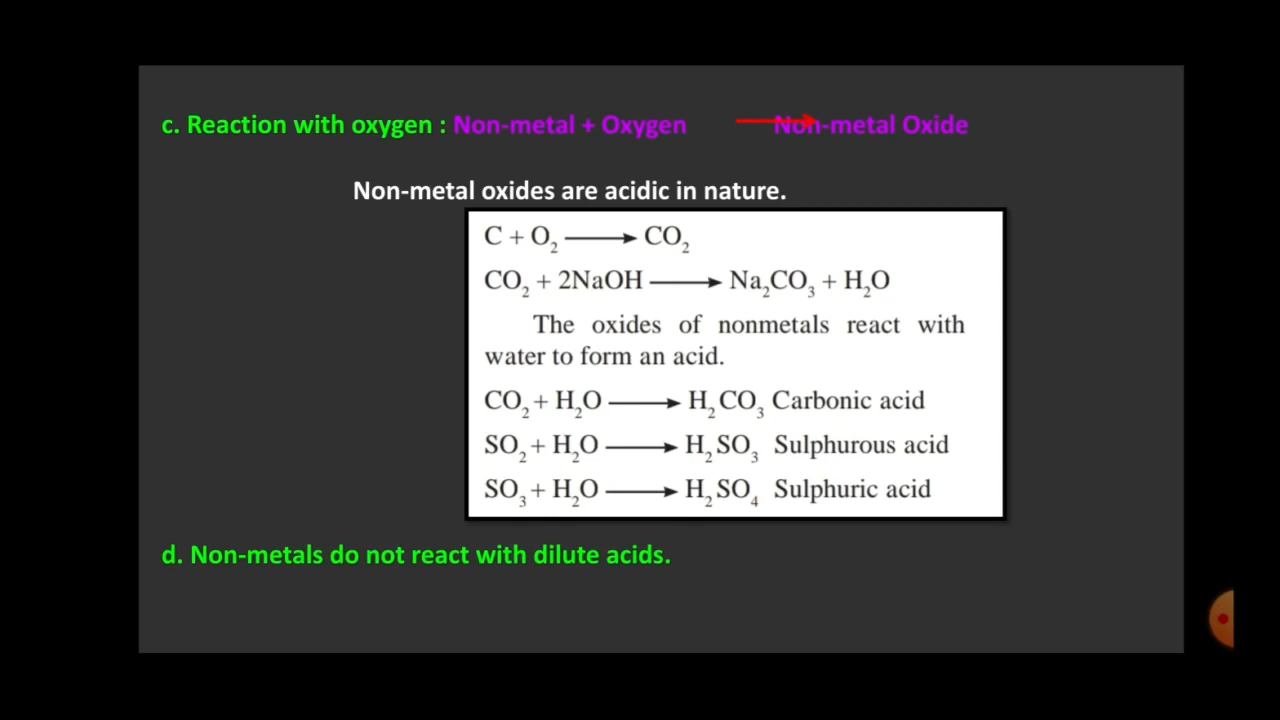 c. Reaction with oxygen : Non-metal + Oxygen ⟶ Non-metal Oxide
Non-metal oxides are acidic in nature.
C + O₂ ⟶ CO₂
CO₂ + 2NaOH ⟶ Na₂CO₃ + H₂O
The oxides of nonmetals react with
water to form an acid.
CO₂ + H₂O ⟶ H₂CO₃ Carbonic acid
SO₂ + H₂O ⟶ H₂SO₃ Sulphurous acid
SO₃ + H₂O ⟶ H₂SO₄ Sulphuric acid
d. Non-metals do not react with dilute acids.